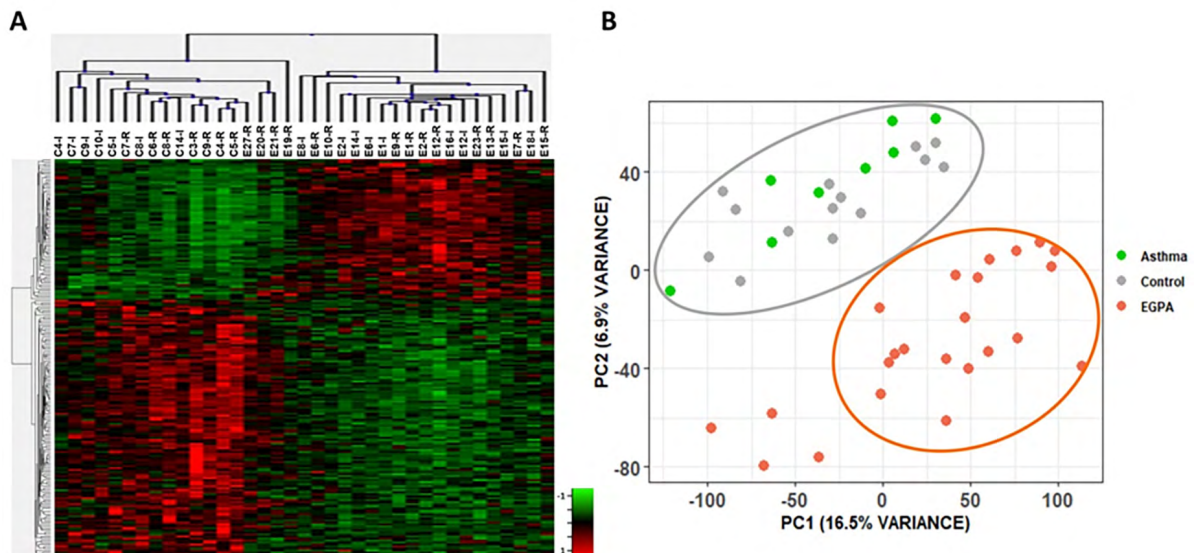 A
B
C4-I C7-I C9-I C10-I C5-I C7-R C8-I C6-R C8-R C14-I C3-R C9-R C4-R C5-R E27-R E20-R E21-R E19-R E8-I E6-R E10-R E2-I E14-I E6-I E1-I E9-R E1-R E2-R E12-R E16-I E12-I E23-R E13-R E15-I E7-R E18-I E15-R
-1
1
PC2 (6.9% VARIANCE)
40
0
-40
-80
-100 -50 0 50 100
PC1 (16.5% VARIANCE)
Asthma
Control
EGPA